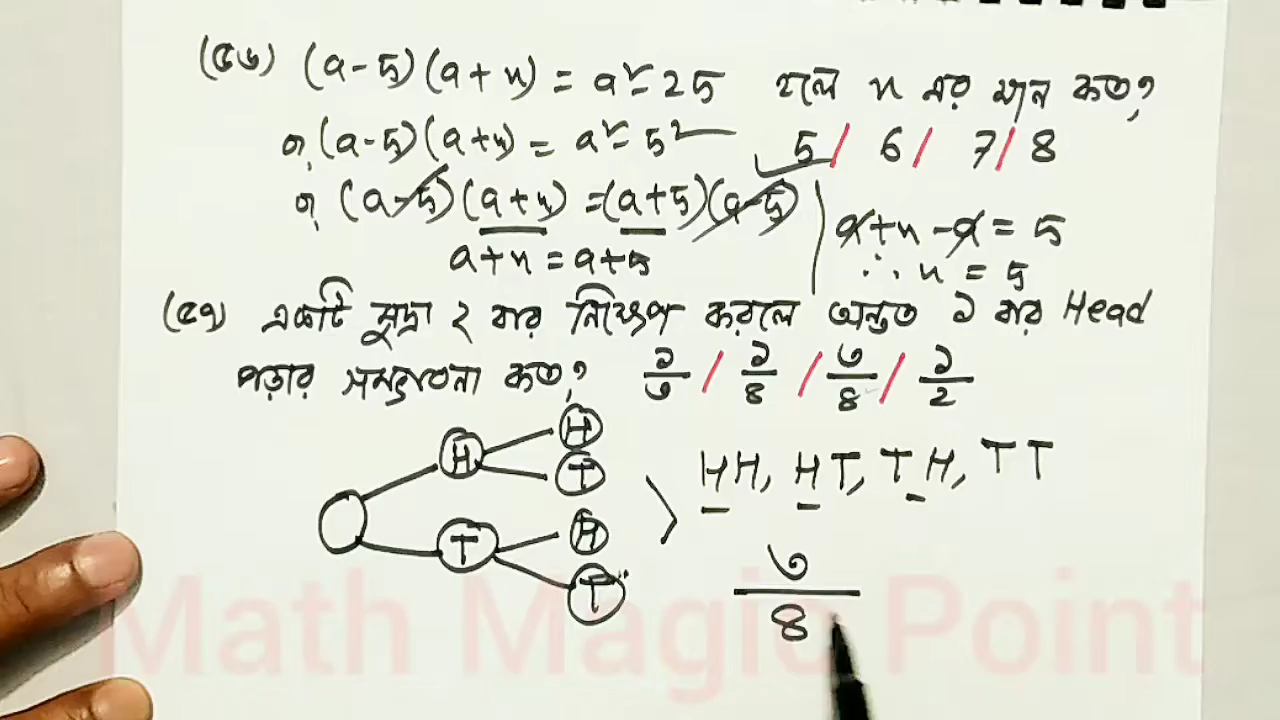 (৫৬) (a-5)(a+x) = a²-25 হলে x এর মান কত?
বা, (a-5)(a+x) = a²-5² 5 / 6 / 7 / 8
বা, (a-5)(a+x) = (a+5)(a-5)
a+x = a+5
a+x-a = 5
∴ x = 5
(৫৭) একটি মুদ্রা ২ বার নিক্ষেপ করলে অন্তত ১ বার Head
পড়ার সম্ভাবনা কত? ১/৩ / ১/৪ / ৩/৪ / ১/২
H H
T
T H
T
HH, HT, TH, TT
৩/৪
Math Magic Point